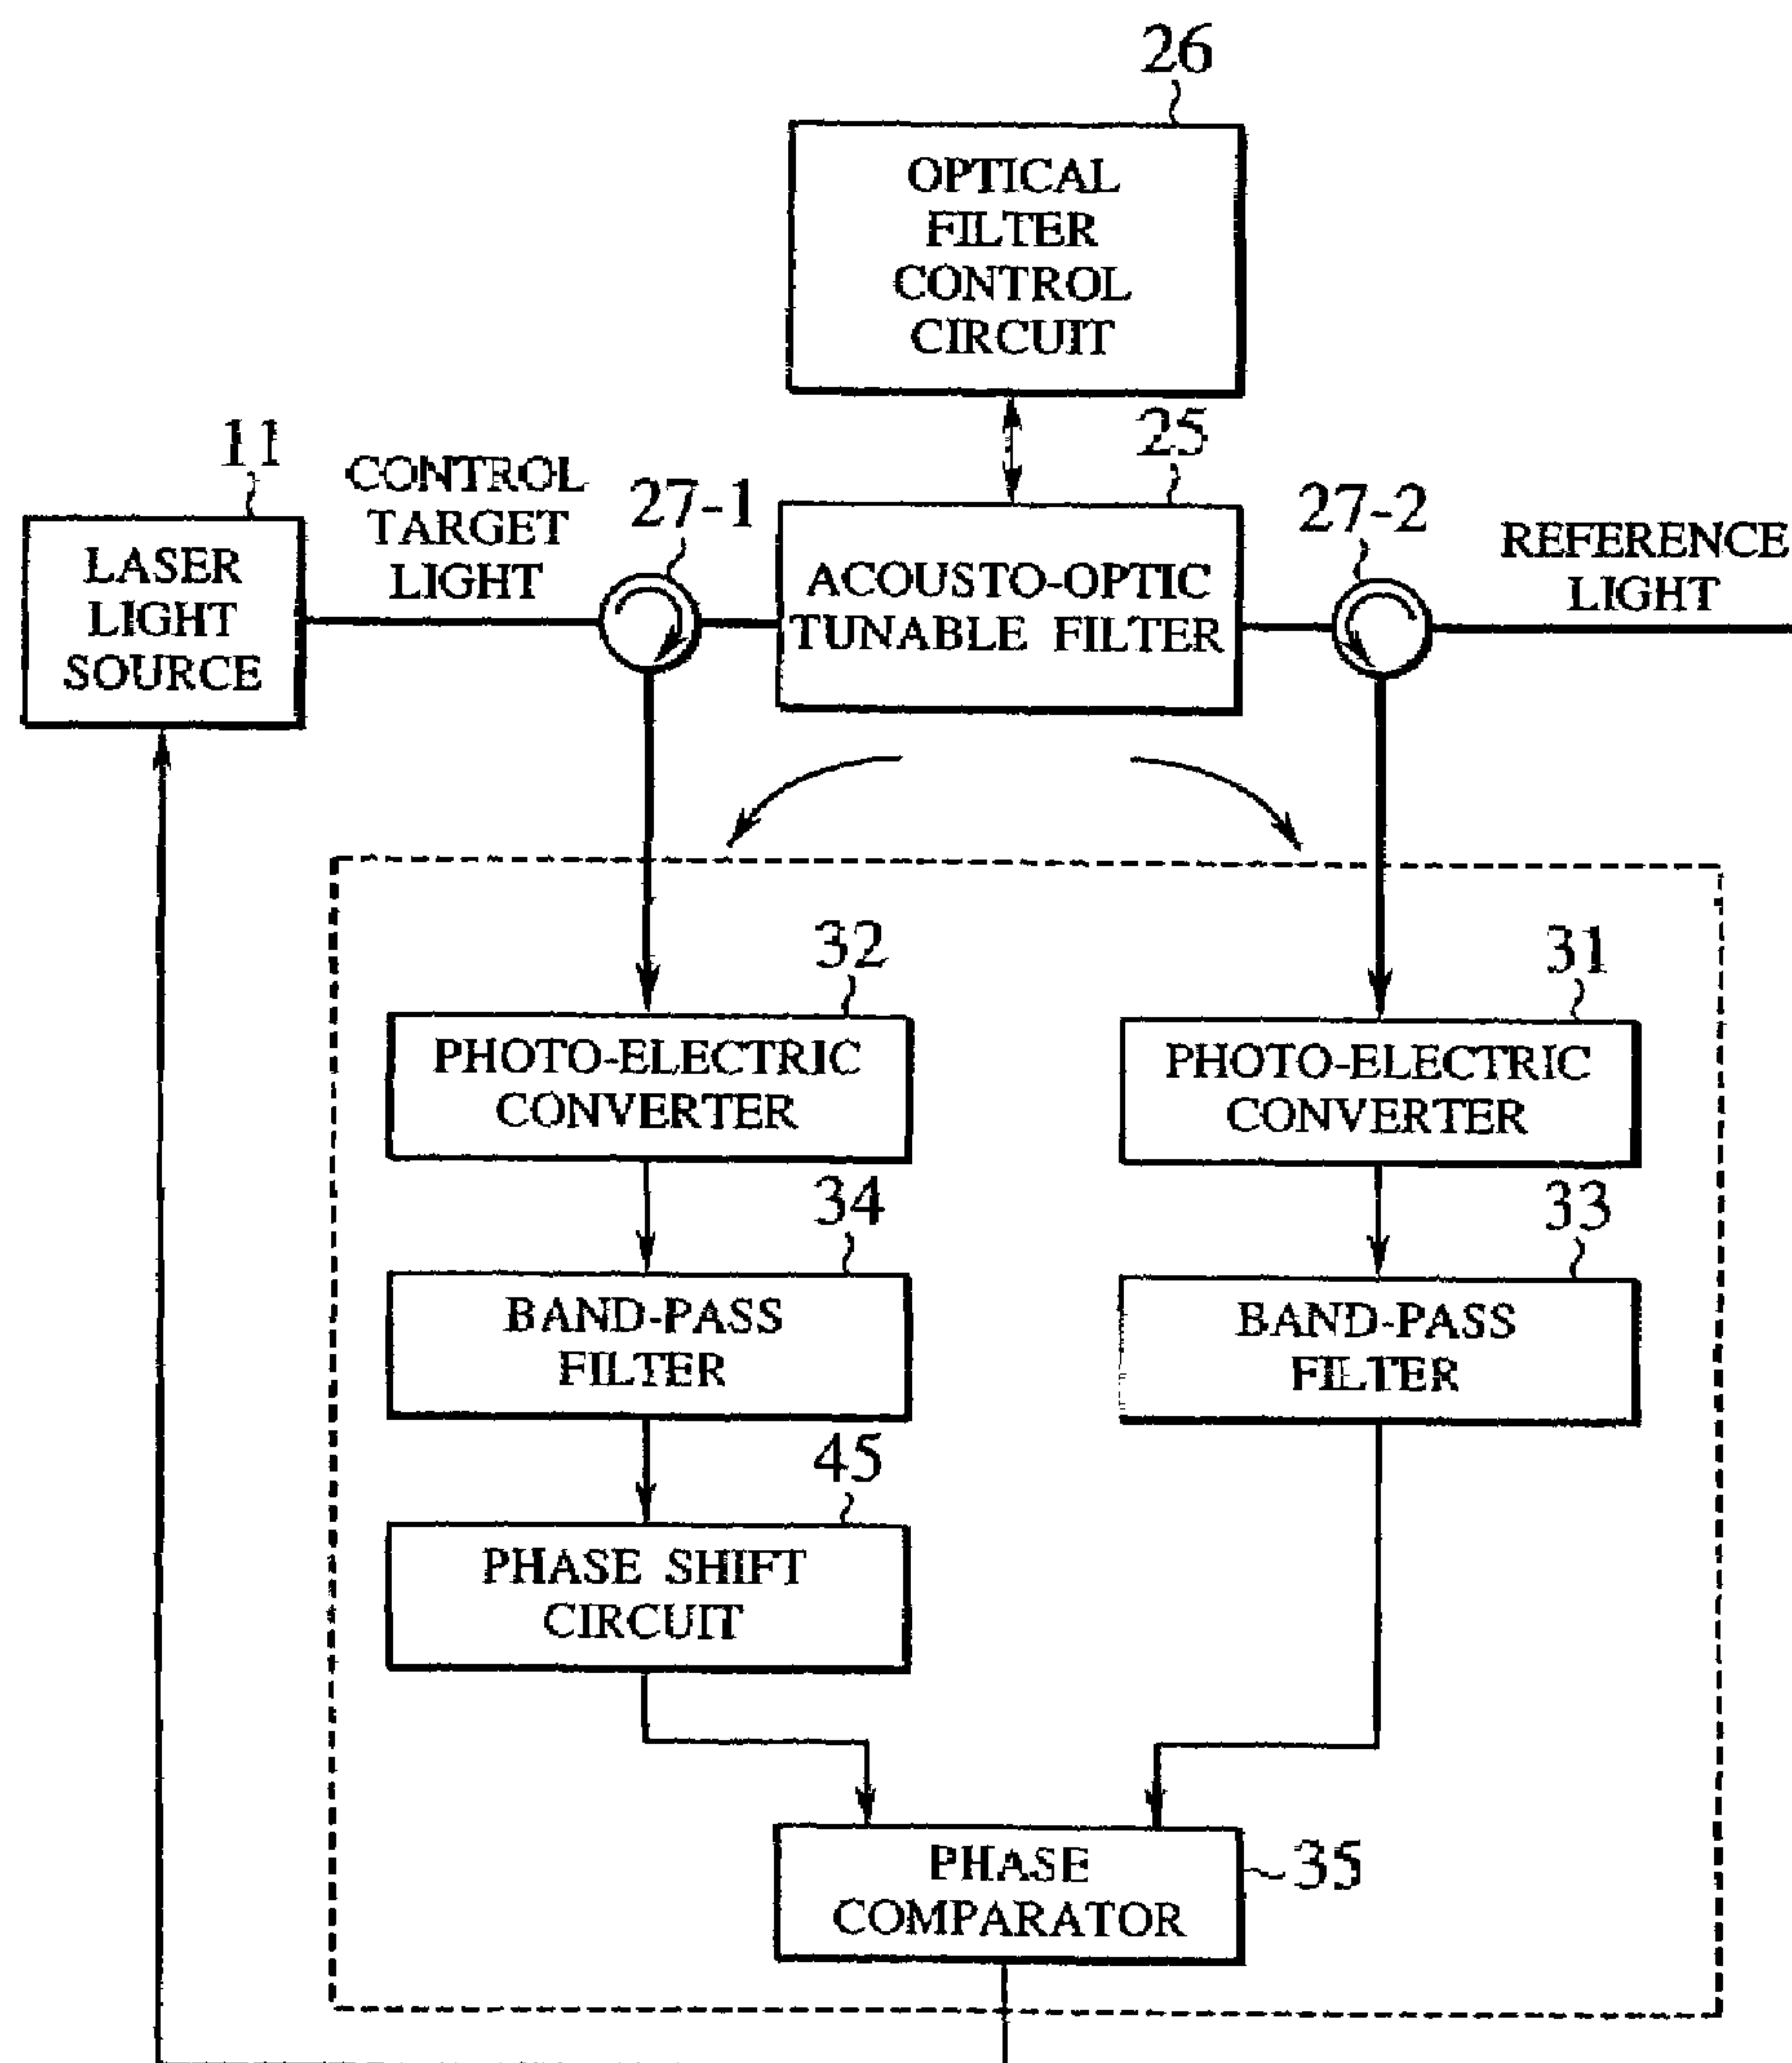 26
OPTICAL
FILTER
CONTROL
CIRCUIT
11
CONTROL
TARGET
LIGHT
27-1
25
27-2
REFERENCE
LIGHT
LASER
LIGHT
SOURCE
ACOUSTO-OPTIC
TUNABLE FILTER
32
31
PHOTO-ELECTRIC
CONVERTER
PHOTO-ELECTRIC
CONVERTER
34
33
BAND-PASS
FILTER
BAND-PASS
FILTER
45
PHASE SHIFT
CIRCUIT
PHASE
COMPARATOR
35